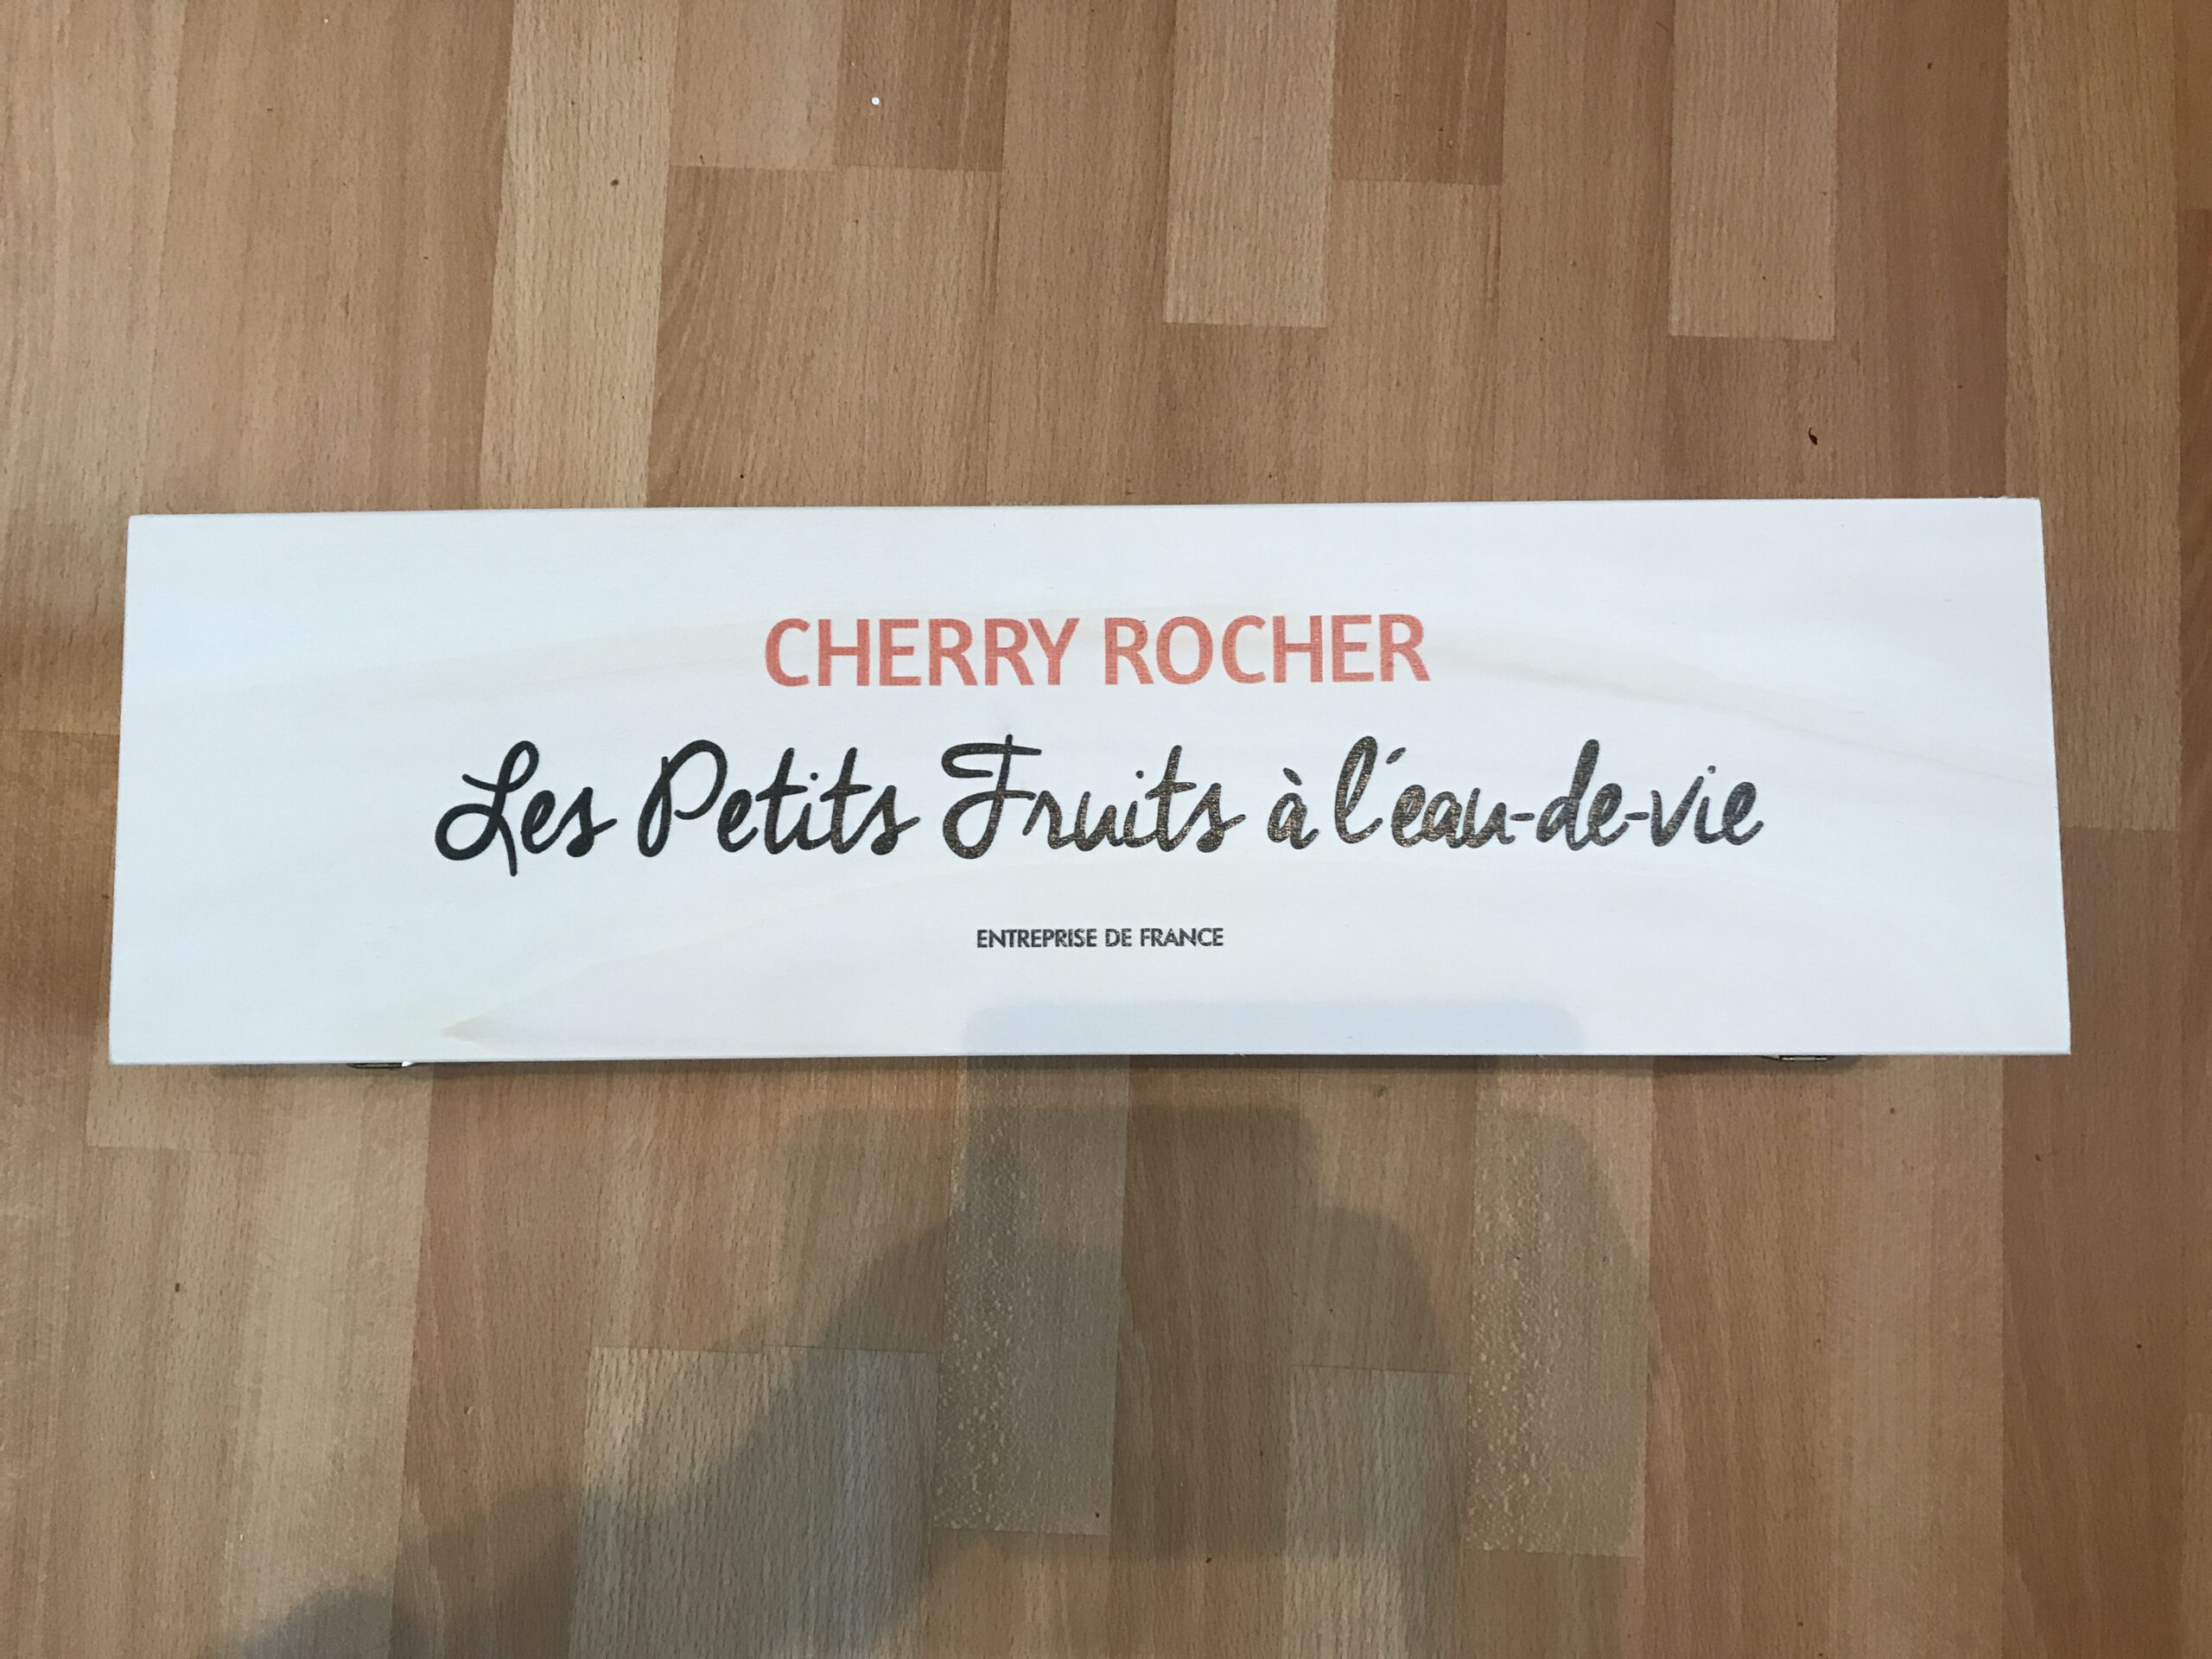 CHERRY ROCHER
Les Petits Fruits à l'eau-de-vie
ENTREPRISE DE FRANCE